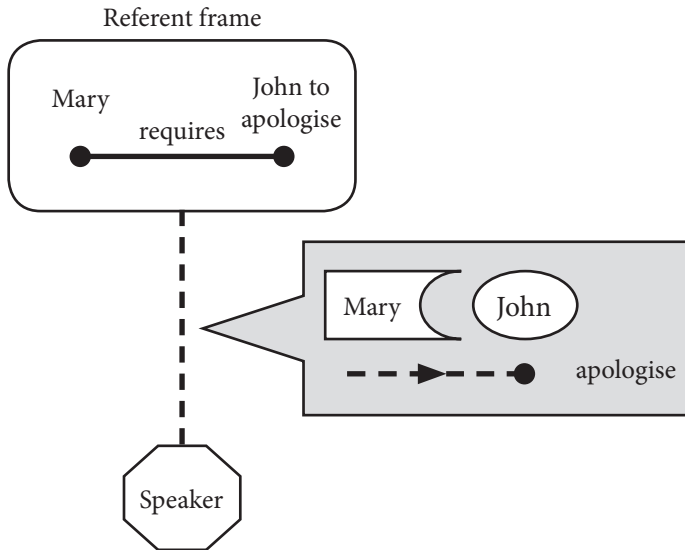 Referent frame
Mary
John to
apologise
requires
Mary
John
apologise
Speaker